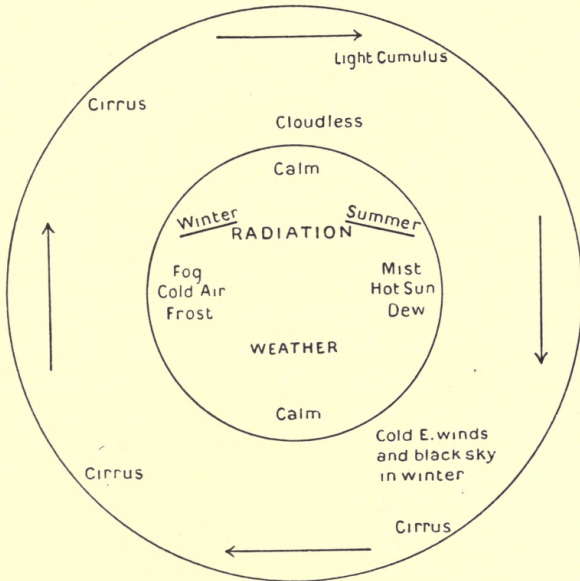 Light Cumulus
Cirrus
Cloudless
Calm
Winter
Summer
RADIATION
Fog
Cold Air
Frost
Mist
Hot Sun
Dew
WEATHER
Calm
Cold E. winds
and black sky
in winter
Cirrus
Cirrus